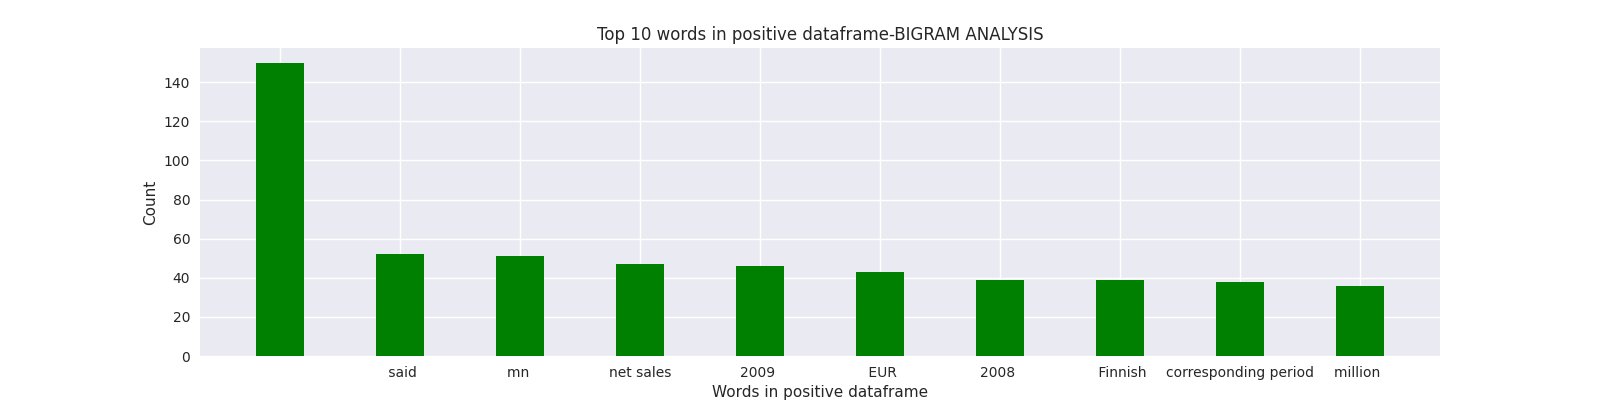 Top 10 words in positive dataframe-BIGRAM ANALYSIS
140
120
100
80
60
40
20
0
Count
said mn net sales 2009 EUR 2008 Finnish corresponding period million
Words in positive dataframe